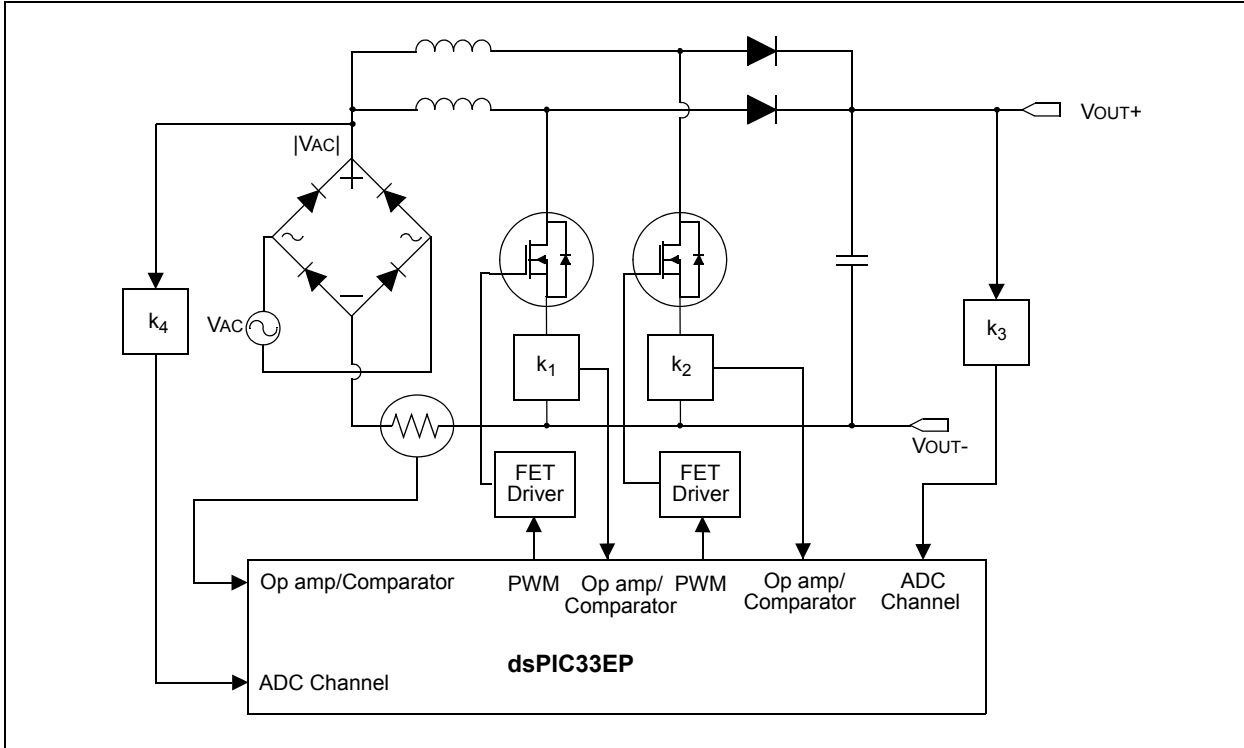 VOUT+
|VAC|
k4
VAC
k1
k2
k3
VOUT-
FET
Driver
FET
Driver
Op amp/Comparator
PWM
Op amp/
Comparator
PWM
Op amp/
Comparator
ADC
Channel
dsPIC33EP
ADC Channel